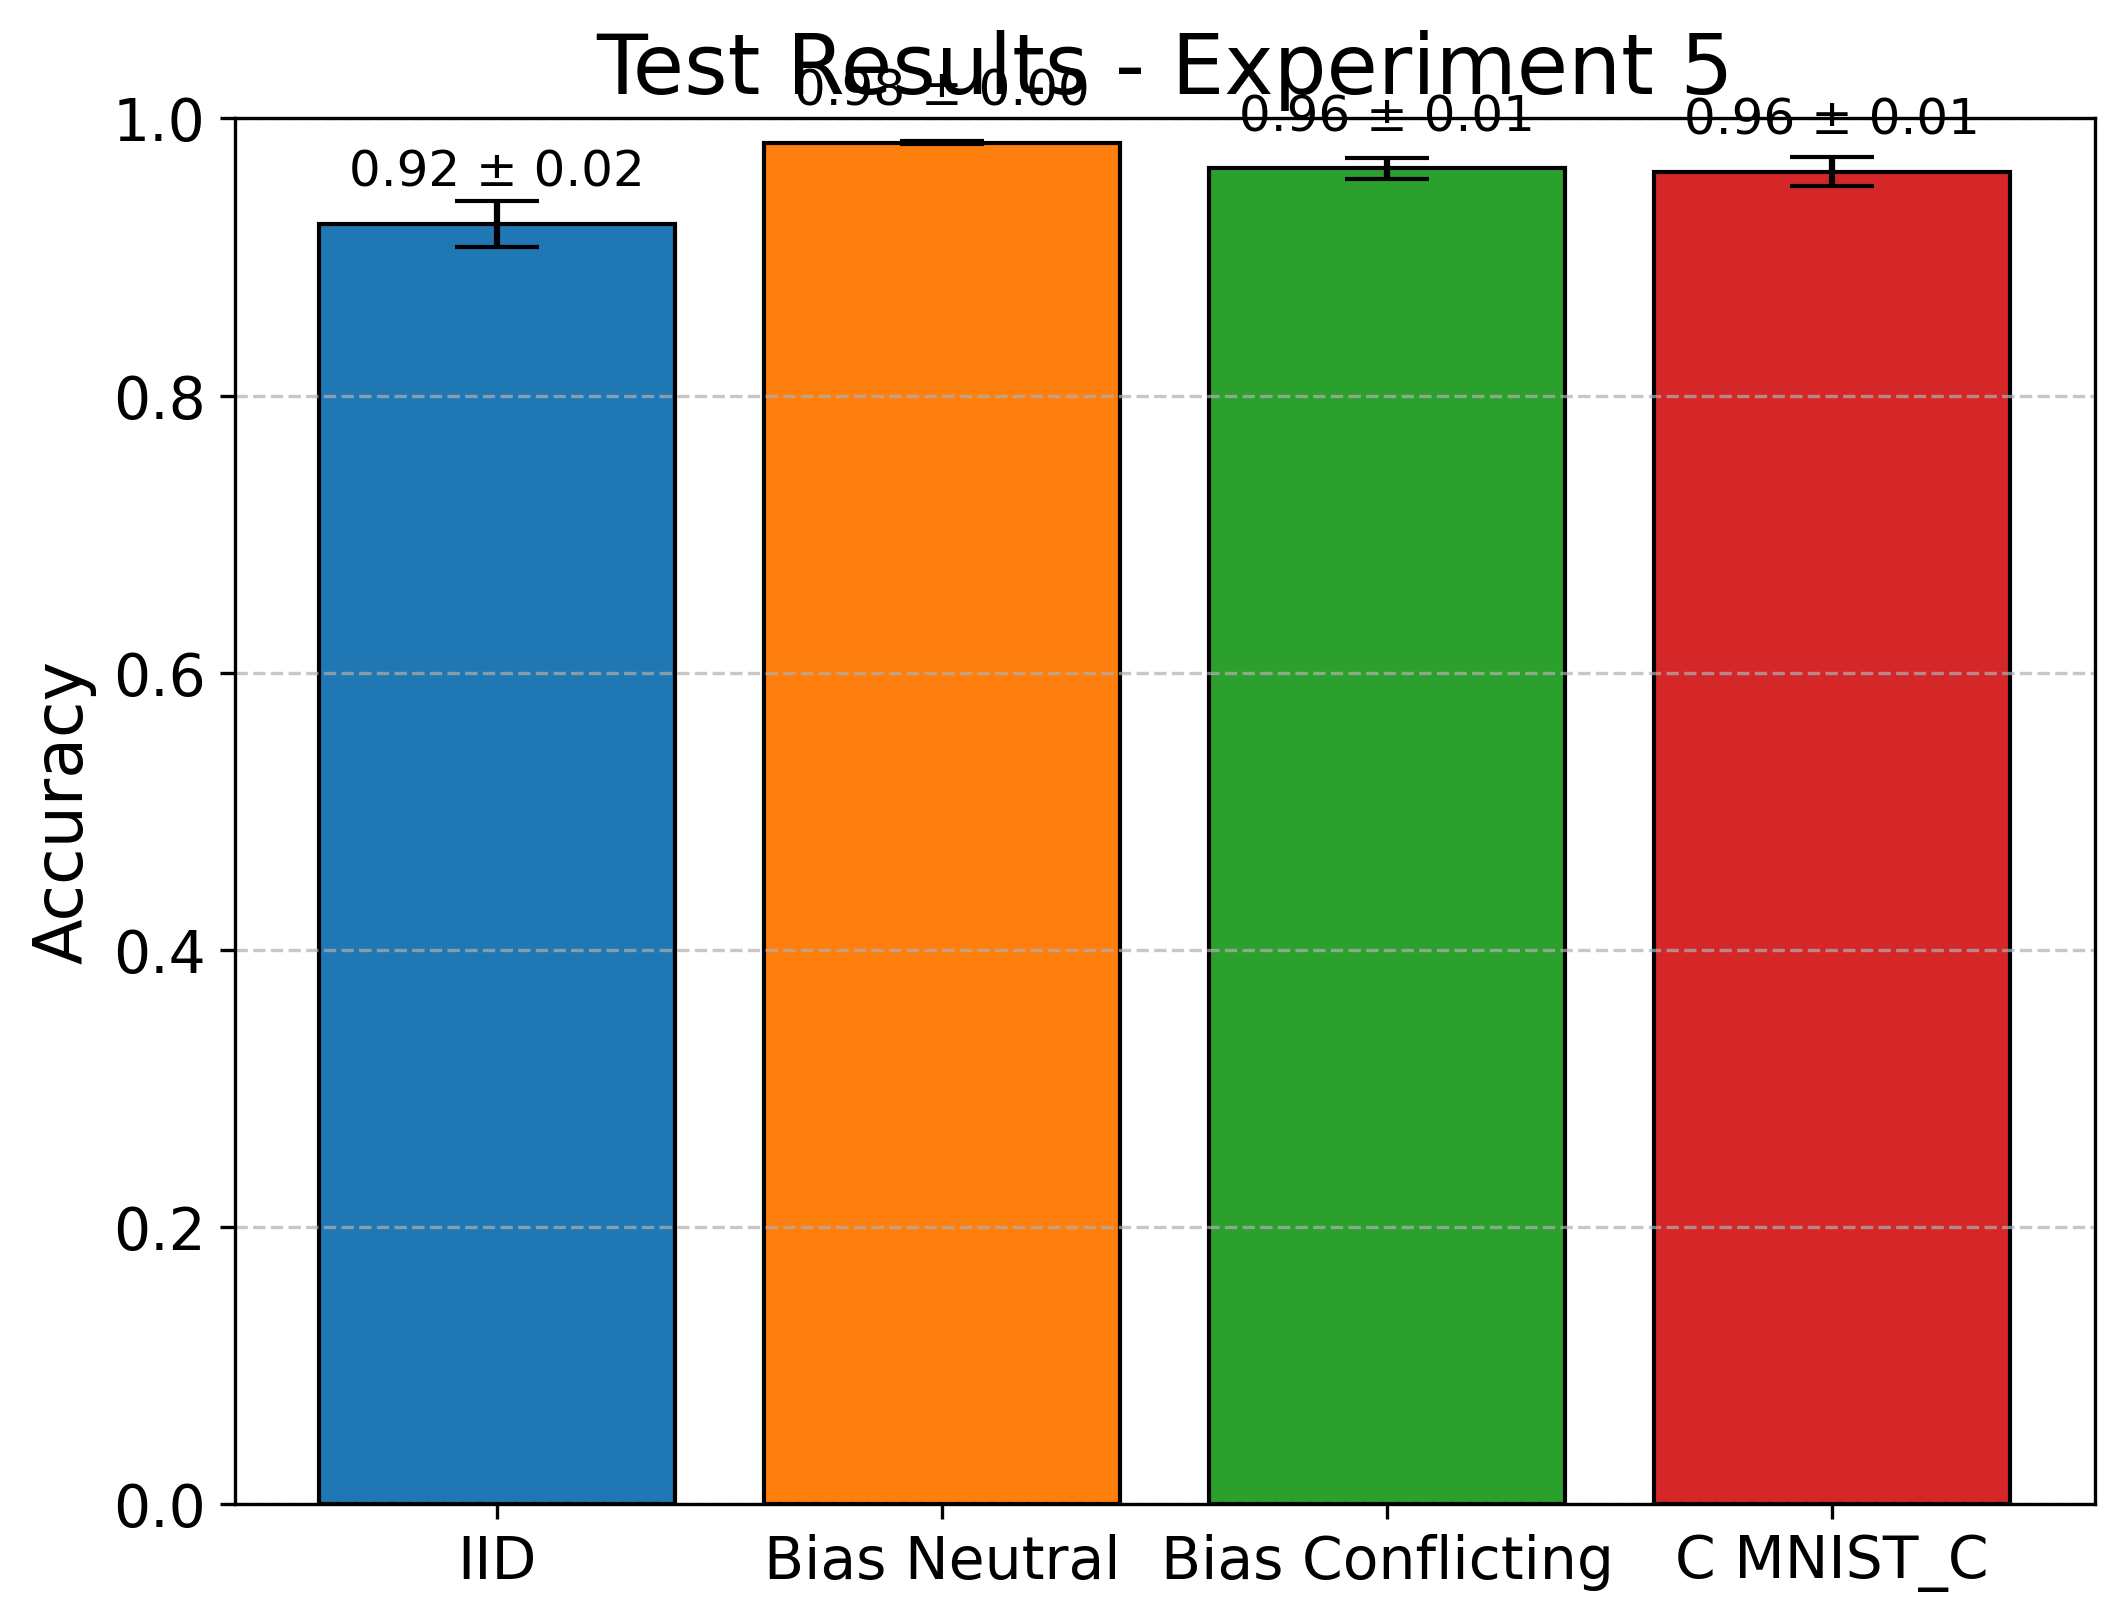 Test Results - Experiment 5
0.98 ± 0.00
0.96 ± 0.01
0.96 ± 0.01
0.92 ± 0.02
1.0
0.8
0.6
0.4
0.2
0.0
Accuracy
IID
Bias Neutral
Bias Conflicting
C MNIST_C